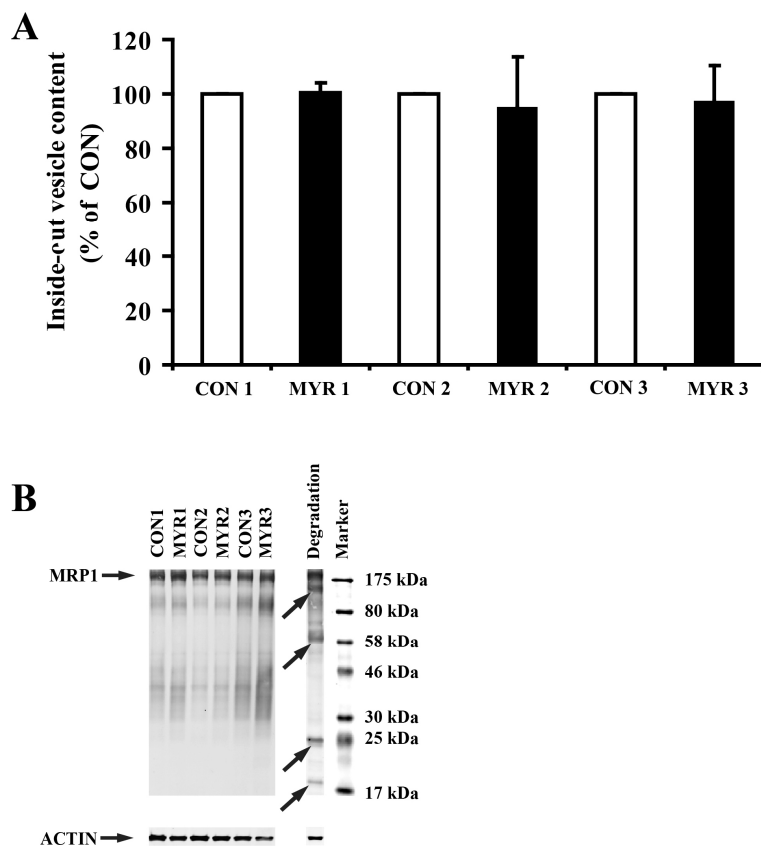 A
Inside-out vesicle content
(% of CON)
120
100
80
60
40
20
0
CON 1
MYR 1
CON 2
MYR 2
CON 3
MYR 3
B
CON1
MYR1
CON2
MYR2
CON3
MYR3
Degradation
Marker
MRP1
175 kDa
80 kDa
58 kDa
46 kDa
30 kDa
25 kDa
17 kDa
ACTIN